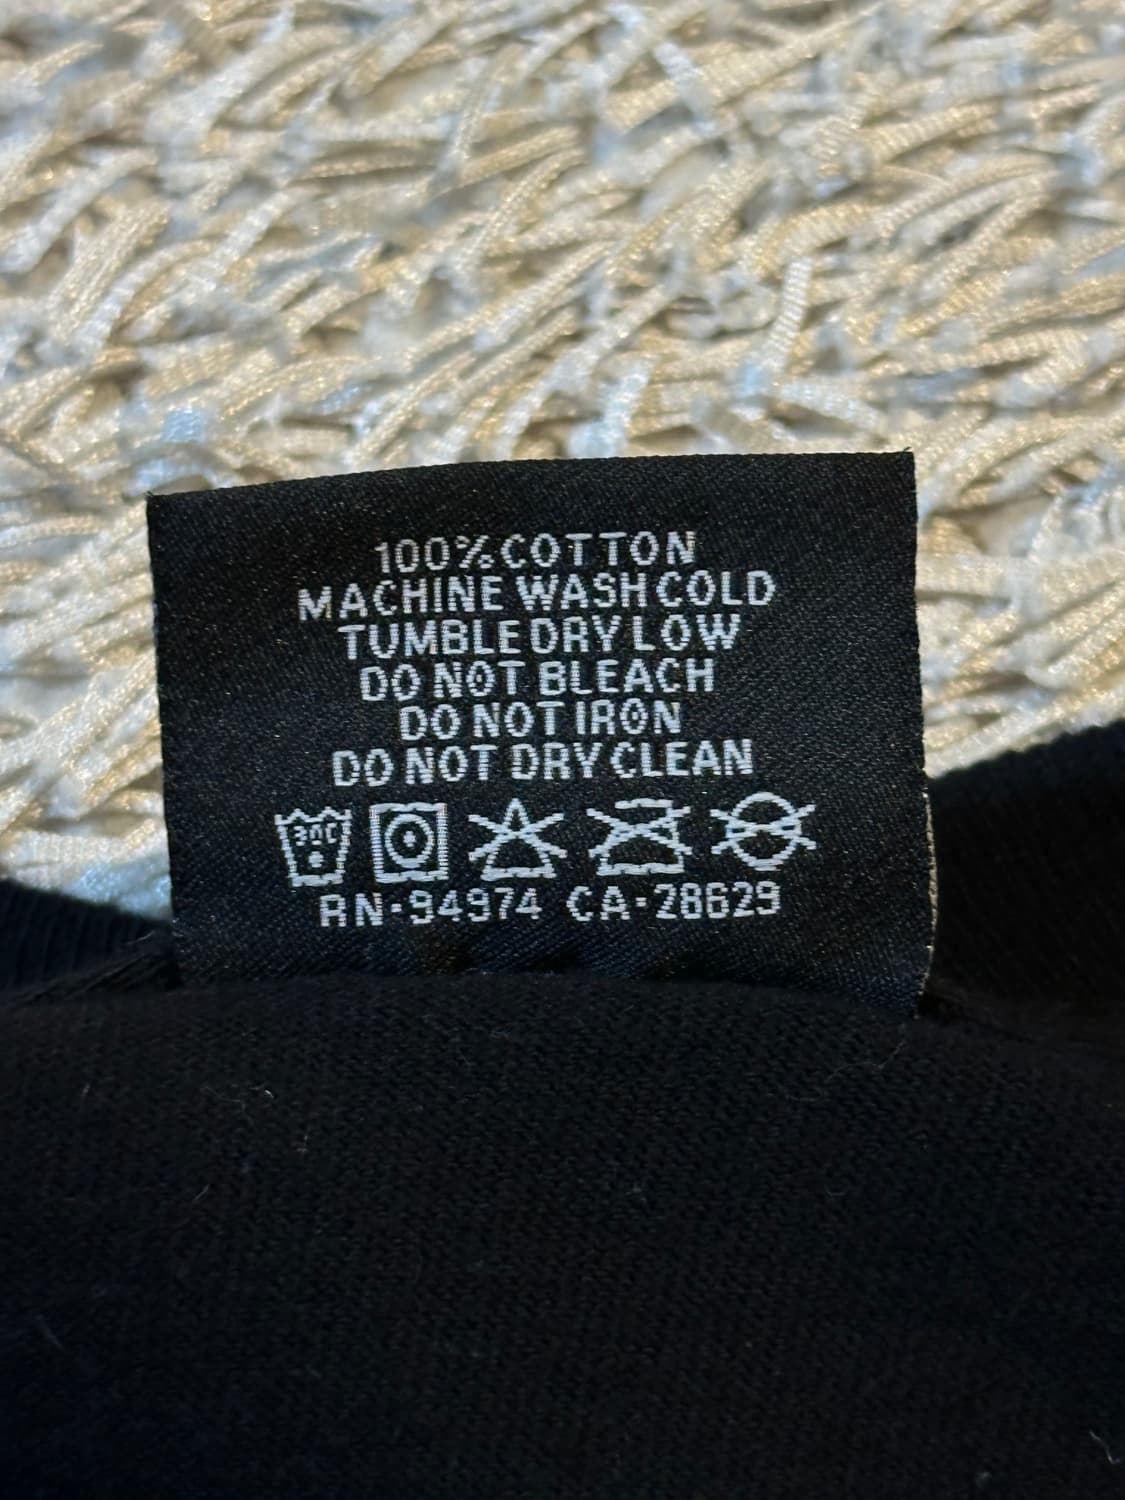 100% COTTON
MACHINE WASH COLD
TUMBLE DRY LOW
DO NOT BLEACH
DO NOT IRON
DO NOT DRY CLEAN
30C
RN-94974 CA-28629